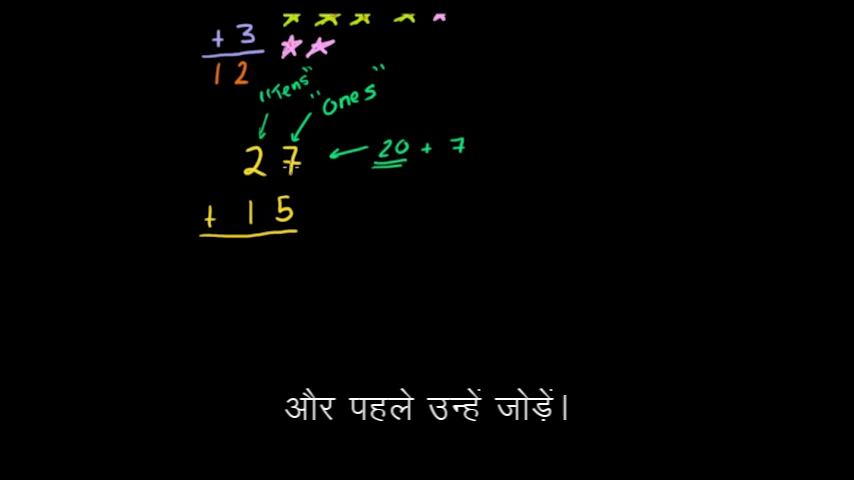 + 3
12
"Tens"
"Ones"
27 ← 20 + 7
+ 15
और पहले उन्हें जोड़ें।